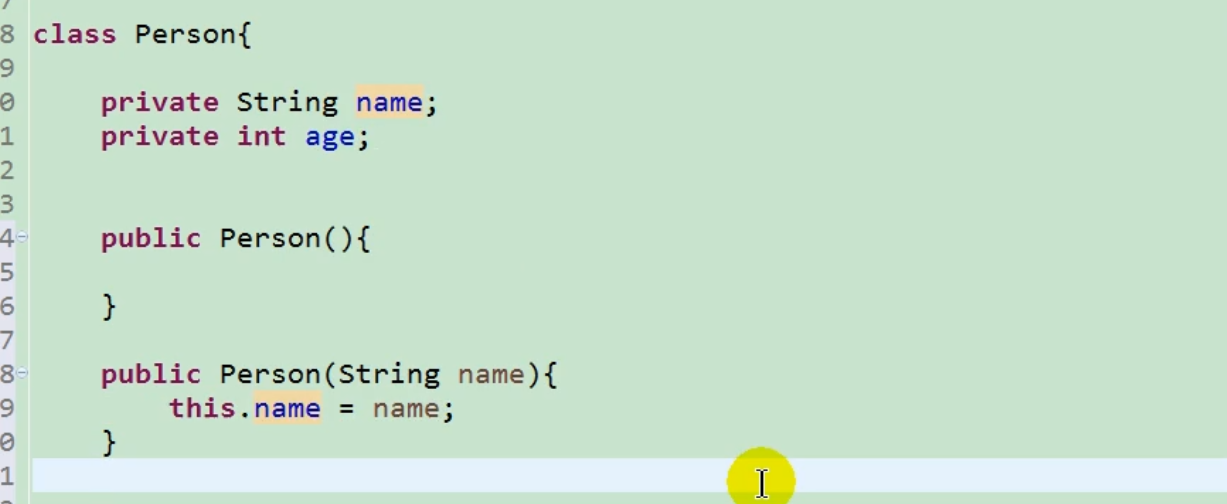 8 class Person{
9
0 private String name;
1 private int age;
2
3
4 public Person(){
5
6 }
7
8 public Person(String name){
9 this.name = name;
0 }
1